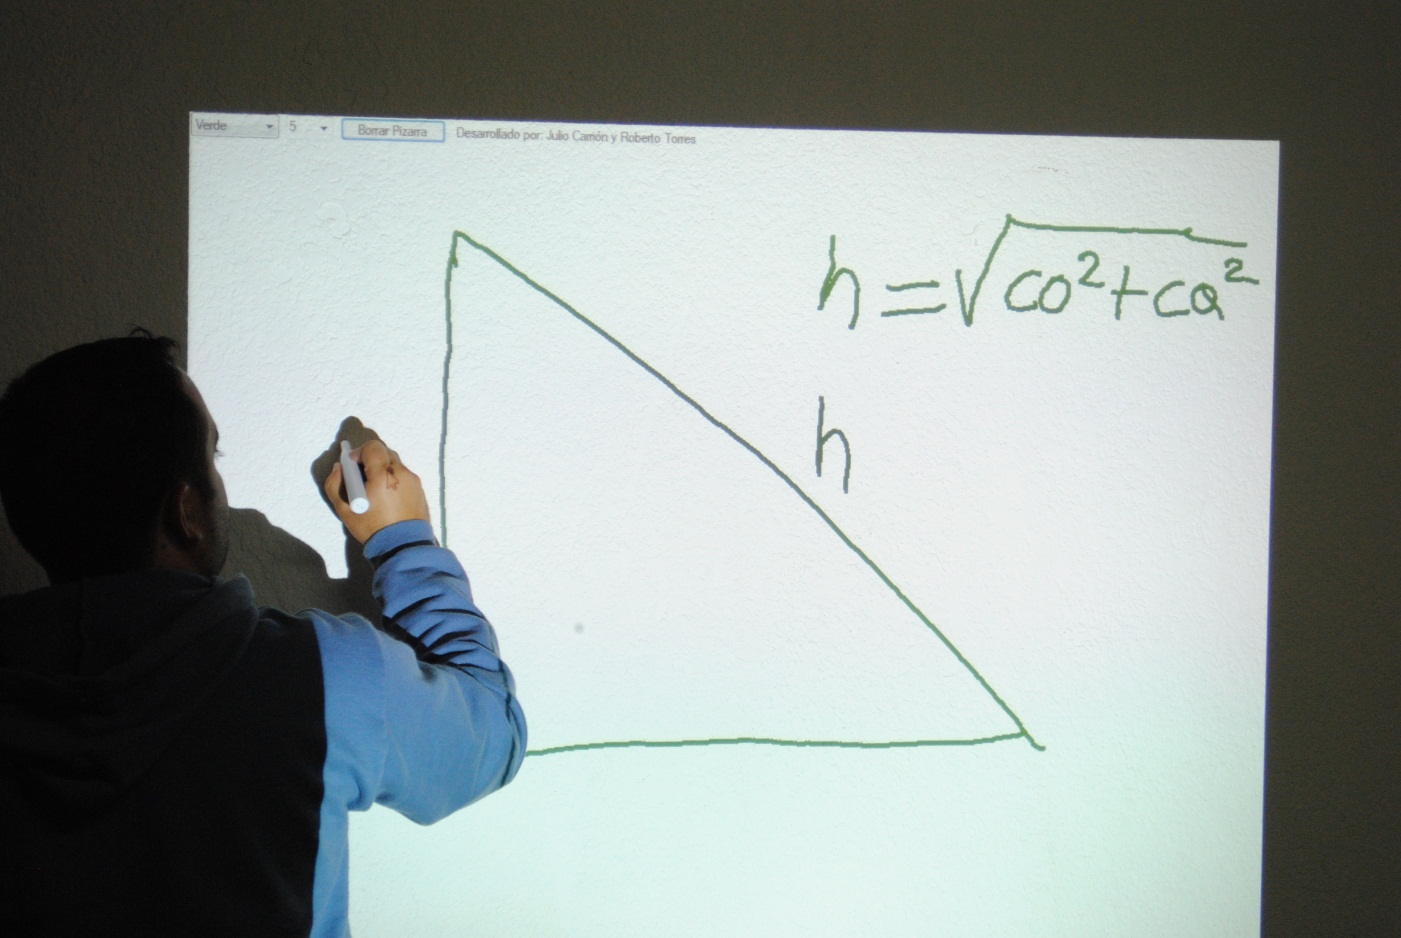 Verde 5 Borrar Pizarra Desarrollado por: Julio Carrión y Roberto Torres
h = √co²+ca²
h